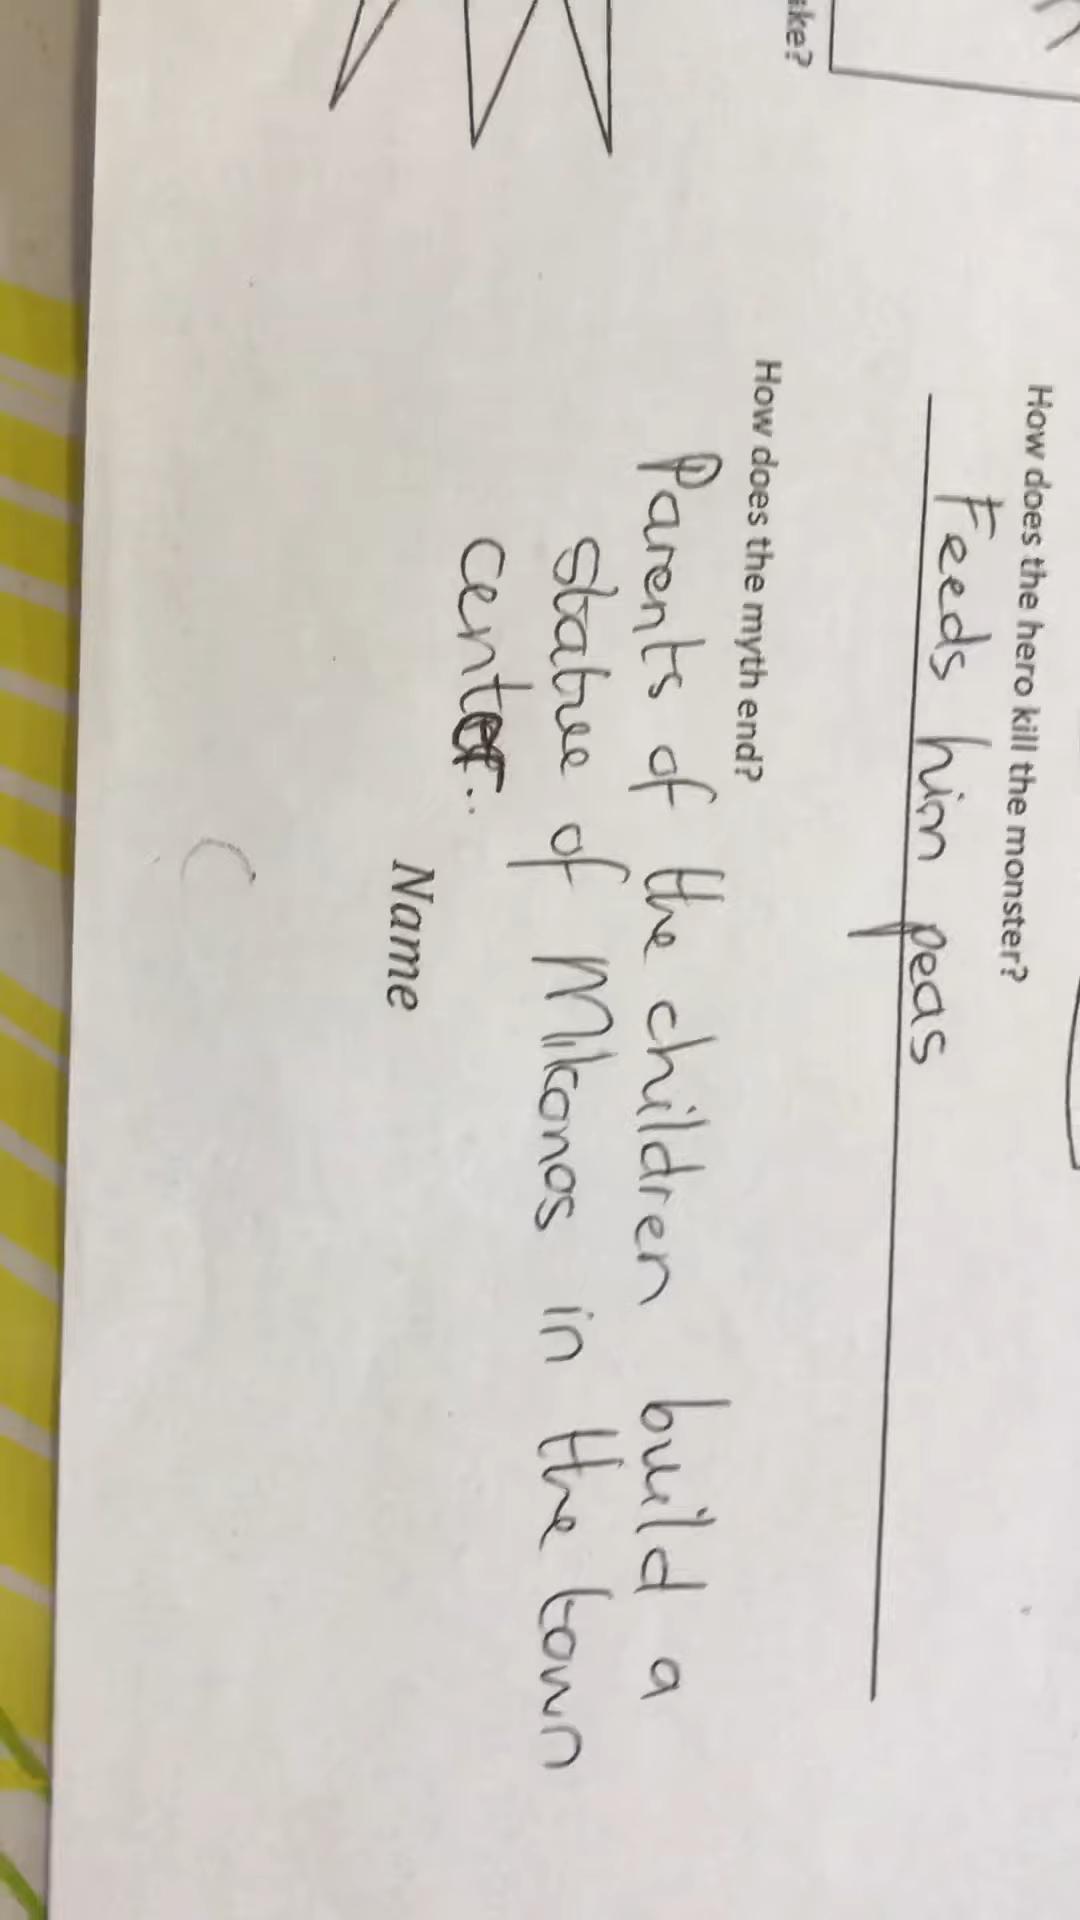 How does the hero kill the monster?
Feeds him peas
ake?
How does the myth end?
Parents of the children build a
statue of Mikonos in the town
center..
Name